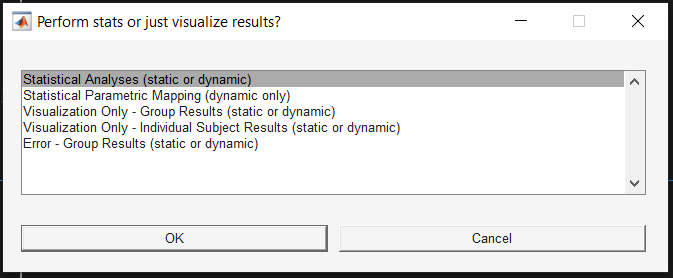 Perform stats or just visualize results?
Statistical Analyses (static or dynamic)
Statistical Parametric Mapping (dynamic only)
Visualization Only - Group Results (static or dynamic)
Visualization Only - Individual Subject Results (static or dynamic)
Error - Group Results (static or dynamic)
OK
Cancel